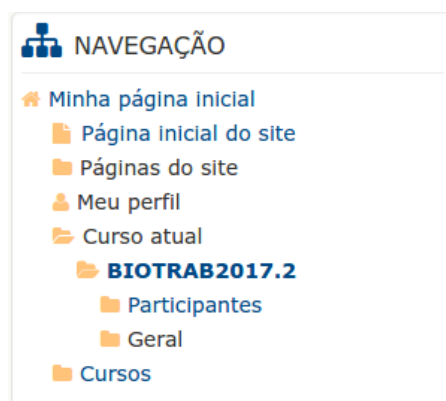 NAVEGAÇÃO
Minha página inicial
Página inicial do site
Páginas do site
Meu perfil
Curso atual
BIOTRAB2017.2
Participantes
Geral
Cursos